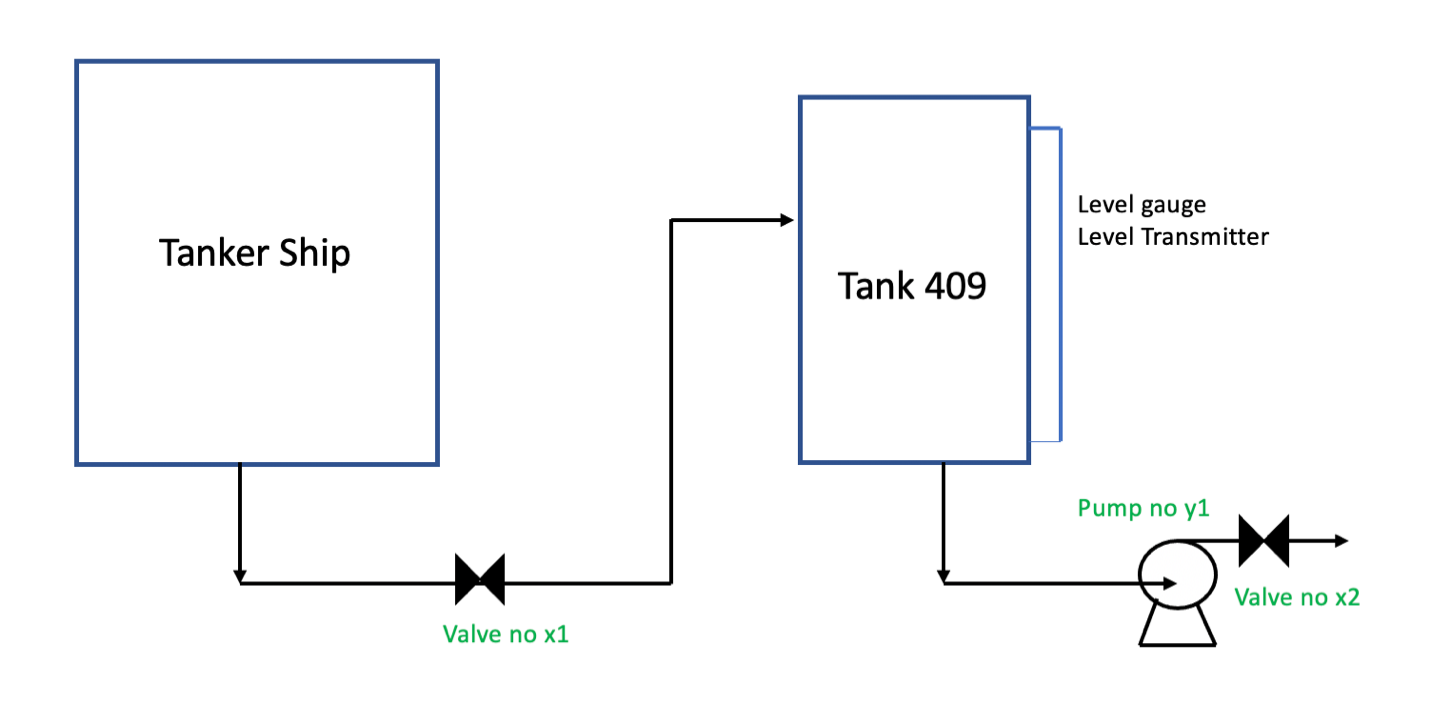 Tanker Ship
Tank 409
Level gauge
Level Transmitter
Pump no y1
Valve no x2
Valve no x1